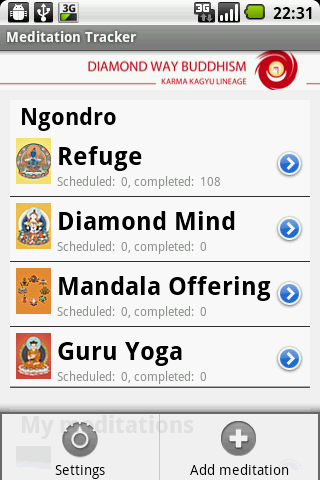 3G
3G
22:31
Meditation Tracker
DIAMOND WAY BUDDHISM
KARMA KAGYU LINEAGE
Ngondro
Refuge
Scheduled: 0, completed: 108
Diamond Mind
Scheduled: 0, completed: 0
Mandala Offering
Scheduled: 0, completed: 0
Guru Yoga
Scheduled: 0, completed: 0
My meditations
Settings
Add meditation